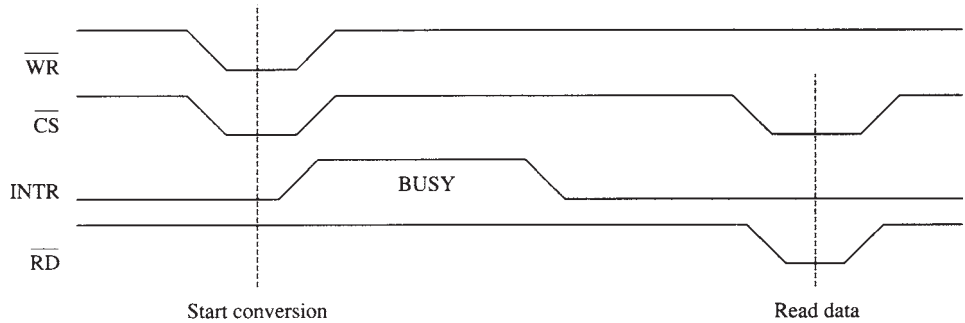 WR
CS
INTR
BUSY
RD
Start conversion
Read data